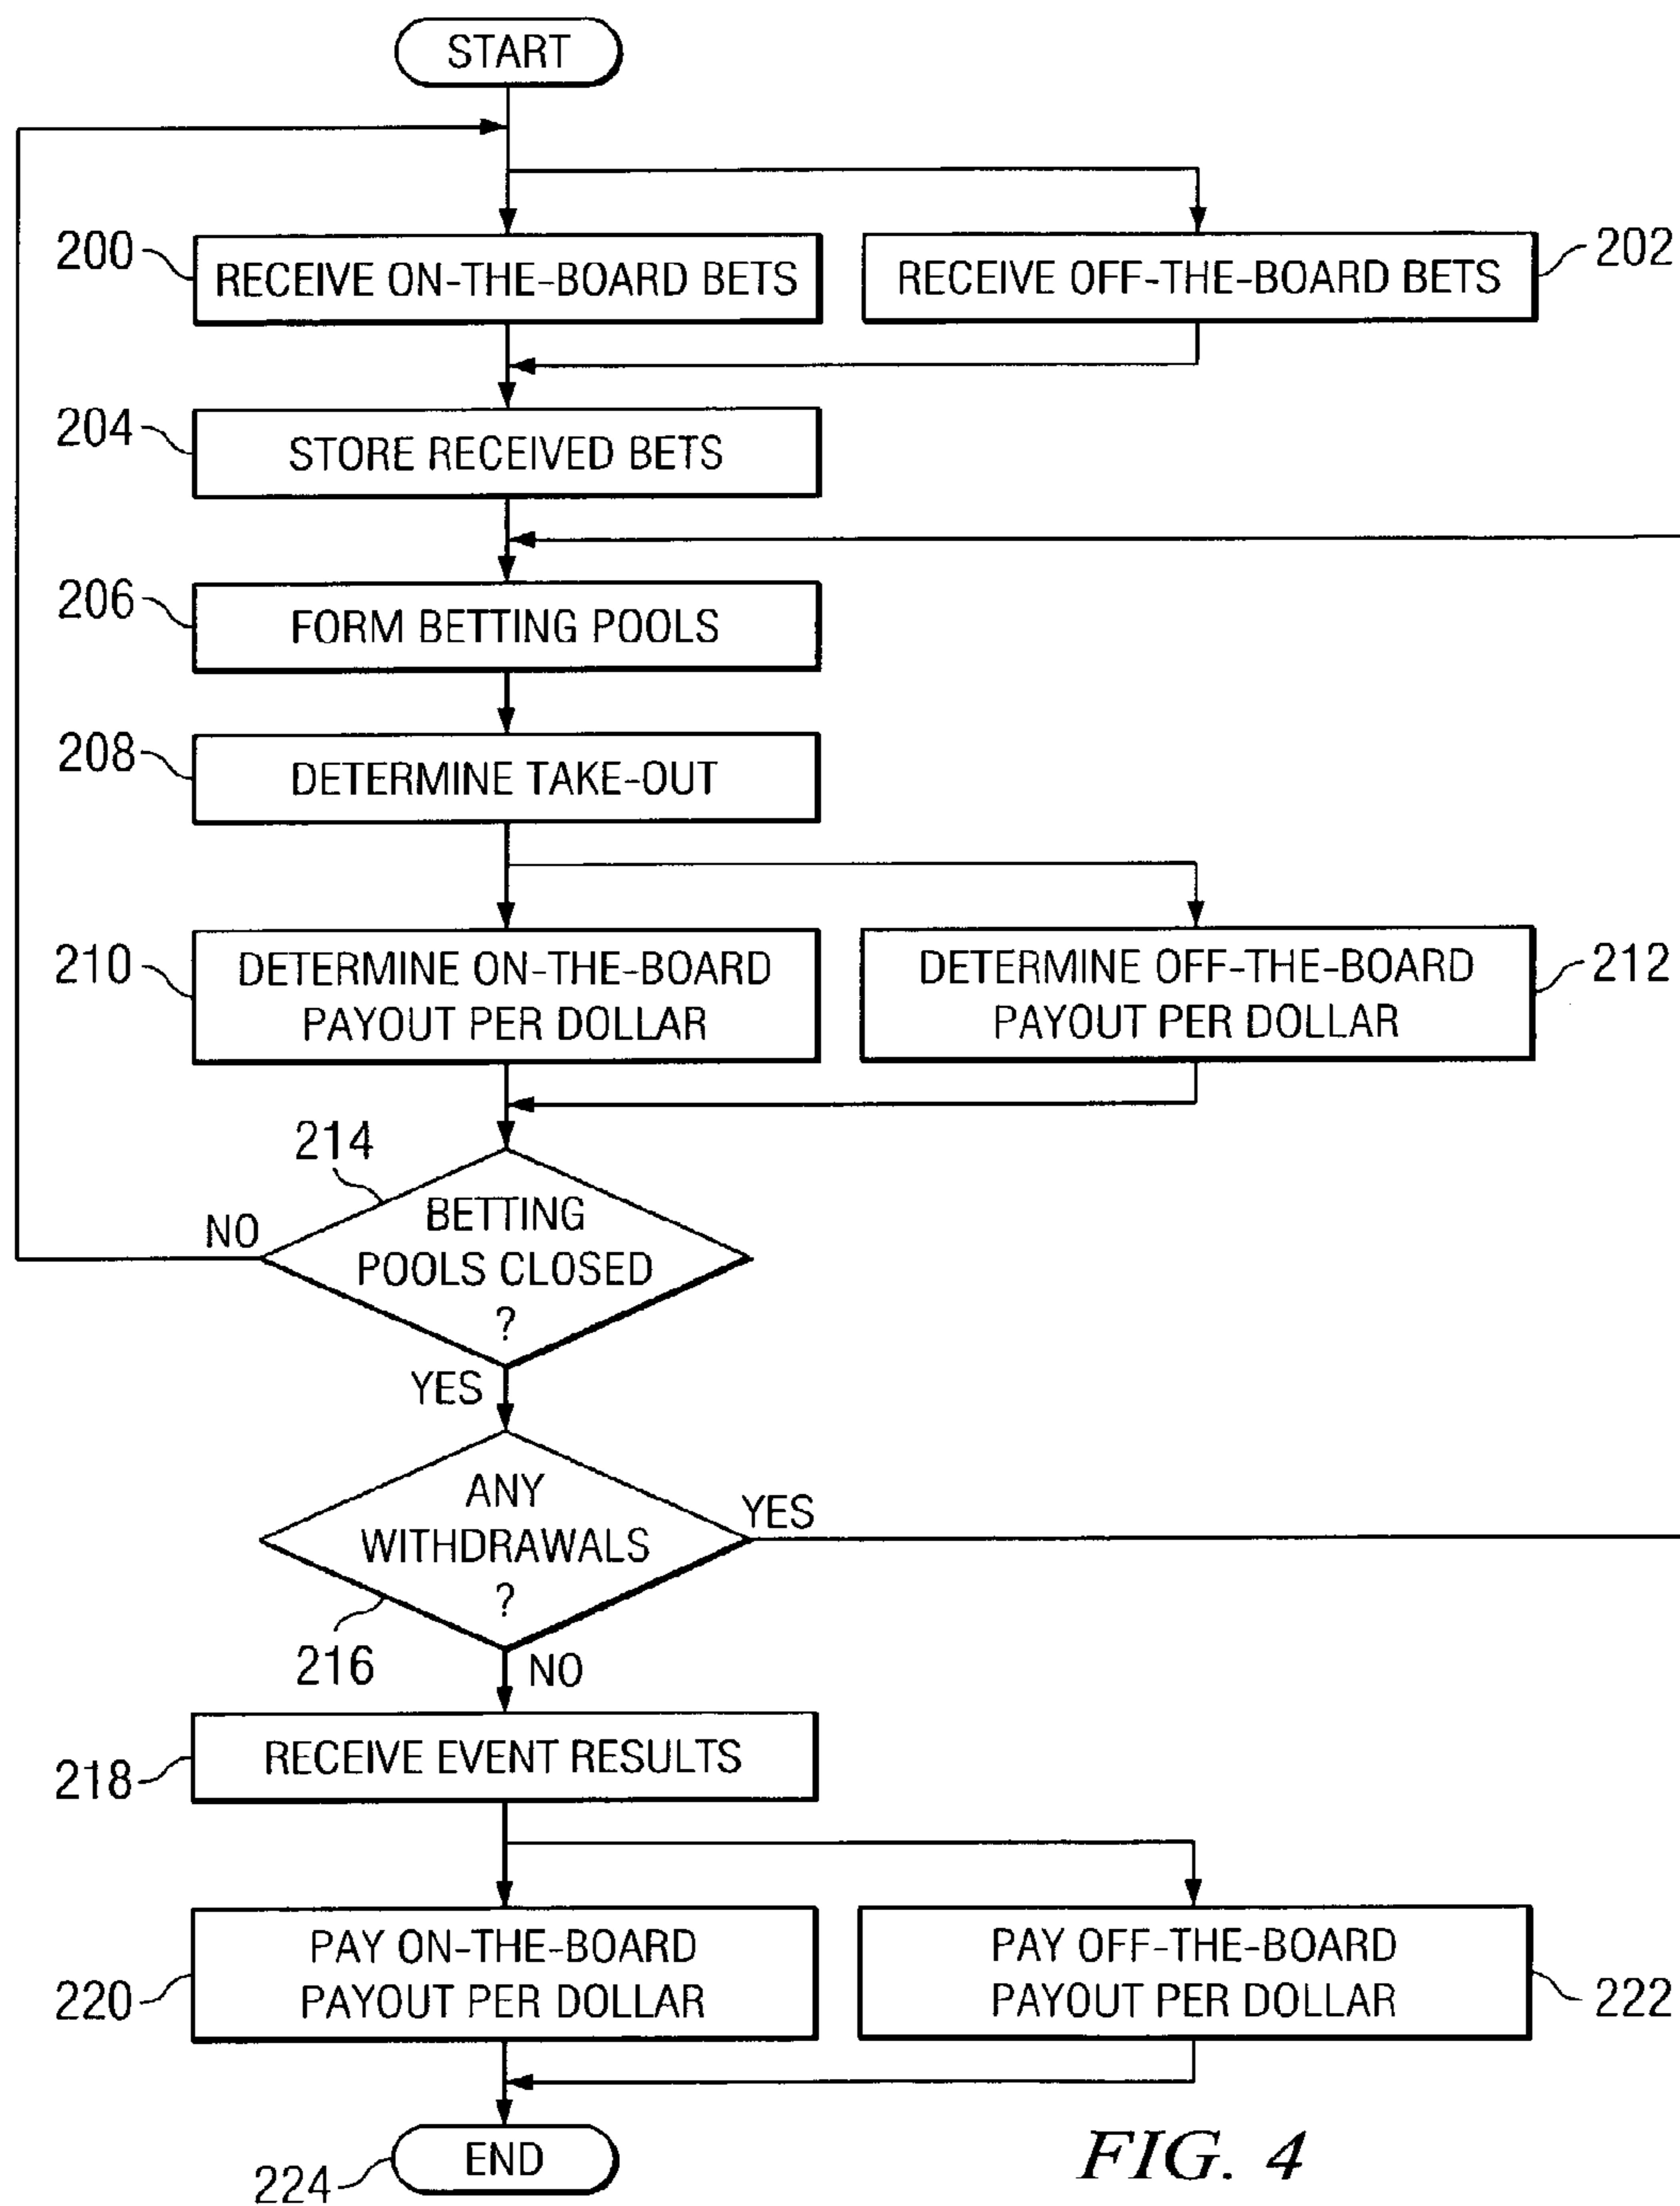 START
200
RECEIVE ON-THE-BOARD BETS
RECEIVE OFF-THE-BOARD BETS
202
204
STORE RECEIVED BETS
206
FORM BETTING POOLS
208
DETERMINE TAKE-OUT
210
DETERMINE ON-THE-BOARD
PAYOUT PER DOLLAR
DETERMINE OFF-THE-BOARD
PAYOUT PER DOLLAR
212
214
BETTING
POOLS CLOSED
?
NO
YES
ANY
WITHDRAWALS
?
YES
216
NO
218
RECEIVE EVENT RESULTS
220
PAY ON-THE-BOARD
PAYOUT PER DOLLAR
PAY OFF-THE-BOARD
PAYOUT PER DOLLAR
222
END
224
FIG. 4